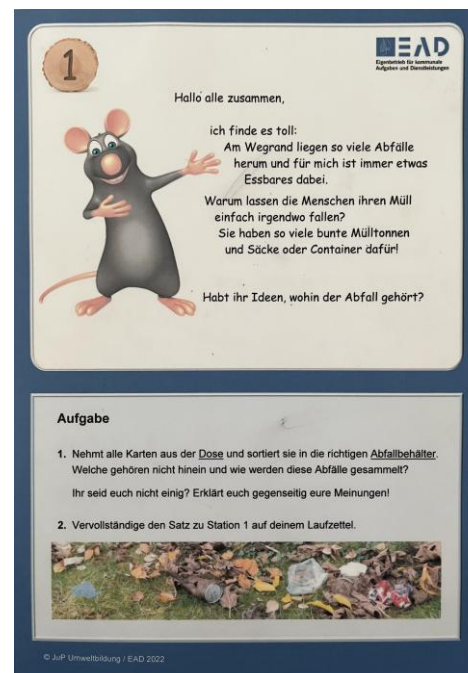 1
EAD
Eigenbetrieb für kommunale
Aufgaben und Dienstleistungen
Hallo alle zusammen,
ich finde es toll:
Am Wegrand liegen so viele Abfälle
herum und für mich ist immer etwas
Essbares dabei.
Warum lassen die Menschen ihren Müll
einfach irgendwo fallen?
Sie haben so viele bunte Mülltonnen
und Säcke oder Container dafür!
Habt ihr Ideen, wohin der Abfall gehört?
Aufgabe
1. Nehmt alle Karten aus der Dose und sortiert sie in die richtigen Abfallbehälter.
Welche gehören nicht hinein und wie werden diese Abfälle gesammelt?
Ihr seid euch nicht einig? Erklärt euch gegenseitig eure Meinungen!
2. Vervollständige den Satz zu Station 1 auf deinem Laufzettel.
© JuP Umweltbildung / EAD 2022